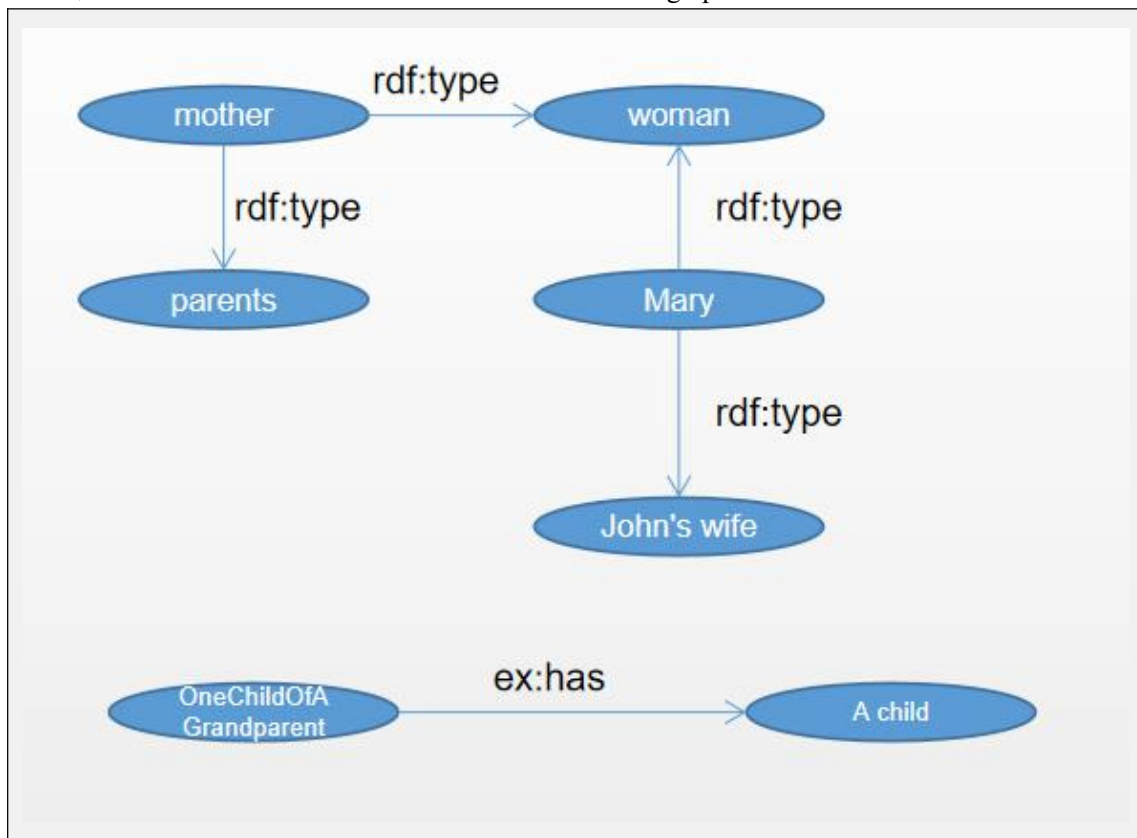 rdf:type
mother
woman
rdf:type
rdf:type
parents
Mary
rdf:type
John's wife
ex:has
OneChildOfA
Grandparent
A child